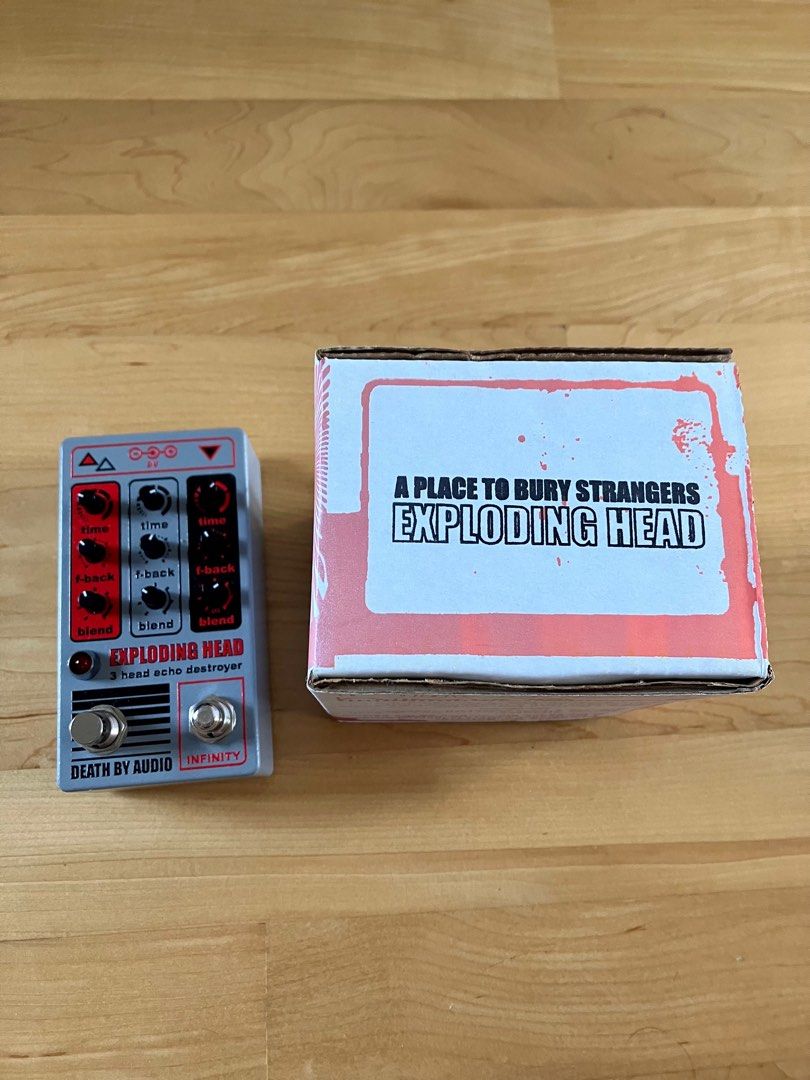 9V
time
time
time
f-back
f-back
f-back
blend
blend
blend
EXPLODING HEAD
3 head echo destroyer
DEATH BY AUDIO
INFINITY
A PLACE TO BURY STRANGERS
EXPLODING HEAD